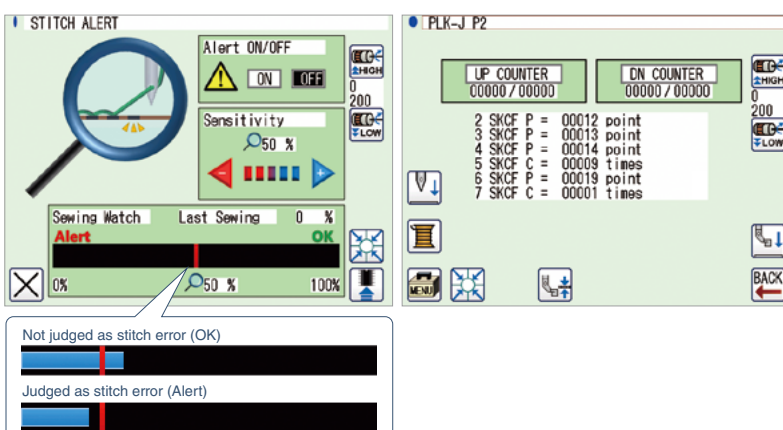 STITCH ALERT
Alert ON/OFF
ON OFF
HIGH
0
200
LOW
Sensitivity
50 %
Sewing Watch Last Sewing 0 %
Alert OK
0% 50 % 100%
Not judged as stitch error (OK)
Judged as stitch error (Alert)
PLK-J P2
UP COUNTER
00000/00000
DN COUNTER
00000/00000
HIGH
0
200
LOW
2 SKCF P = 00012 point
3 SKCF P = 00013 point
4 SKCF P = 00014 point
5 SKCF C = 00009 times
6 SKCF P = 00019 point
7 SKCF C = 00001 times
MENU
BACK